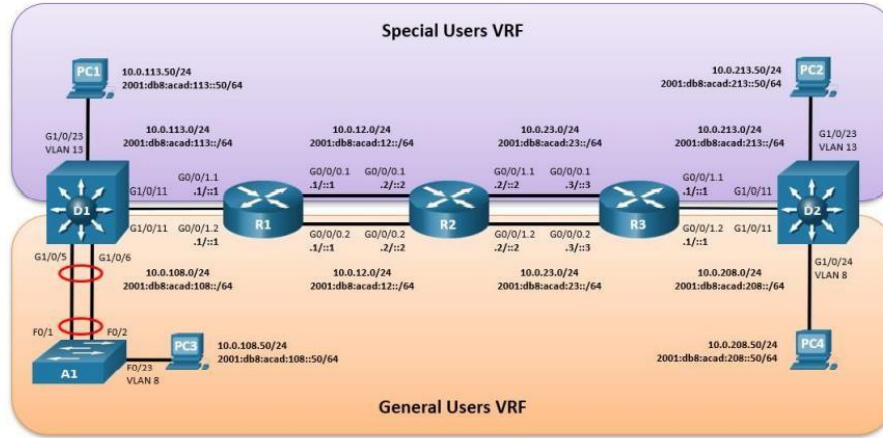 Special Users VRF
PC1
10.0.113.50/24
2001:db8:acad:113::50/64
10.0.213.50/24
2001:db8:acad:213::50/64
PC2
G1/0/23
VLAN 13
10.0.113.0/24
2001:db8:acad:113::/64
10.0.12.0/24
2001:db8:acad:12::/64
10.0.23.0/24
2001:db8:acad:23::/64
10.0.213.0/24
2001:db8:acad:213::/64
G1/0/23
VLAN 13
G1/0/11
G0/0/1.1
.1/::1
G0/0/0.1
.1/::1
G0/0/0.1
.2/::2
G0/0/1.1
.2/::2
G0/0/0.1
.3/::3
G0/0/1.1
.1/::1
G1/0/11
D1
R1
R2
R3
D2
G1/0/11
G0/0/1.2
.1/::1
G0/0/0.2
.1/::1
G0/0/0.2
.2/::2
G0/0/1.2
.2/::2
G0/0/0.2
.3/::3
G0/0/1.2
.1/::1
G1/0/11
G1/0/5
G1/0/6
10.0.108.0/24
2001:db8:acad:108::/64
10.0.12.0/24
2001:db8:acad:12::/64
10.0.23.0/24
2001:db8:acad:23::/64
10.0.208.0/24
2001:db8:acad:208::/64
G1/0/24
VLAN 8
F0/1
F0/2
PC3
10.0.108.50/24
2001:db8:acad:108::50/64
10.0.208.50/24
2001:db8:acad:208::50/64
PC4
A1
F0/23
VLAN 8
General Users VRF